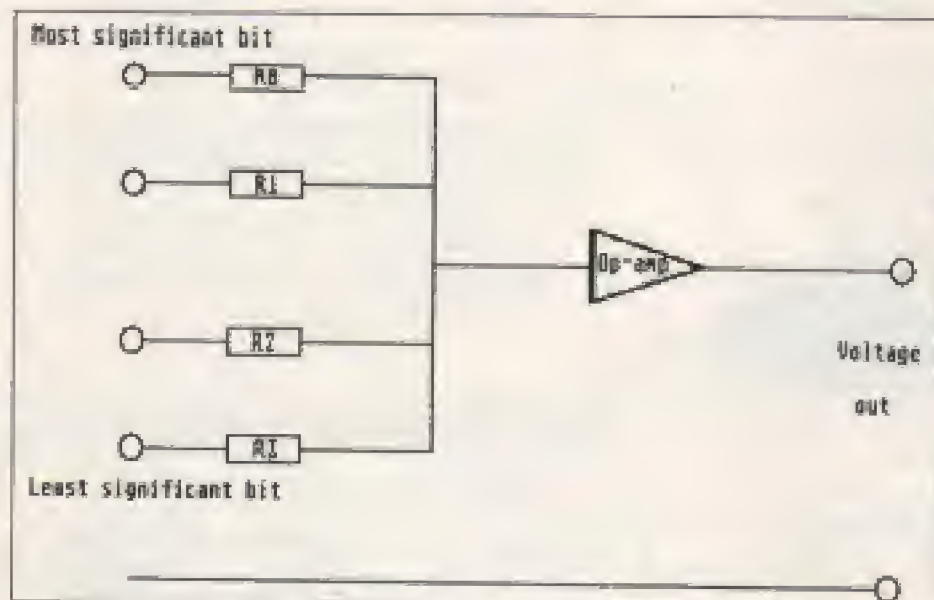 Most significant bit
R0
R1
Op-amp
R2
Voltage
out
R3
Least significant bit